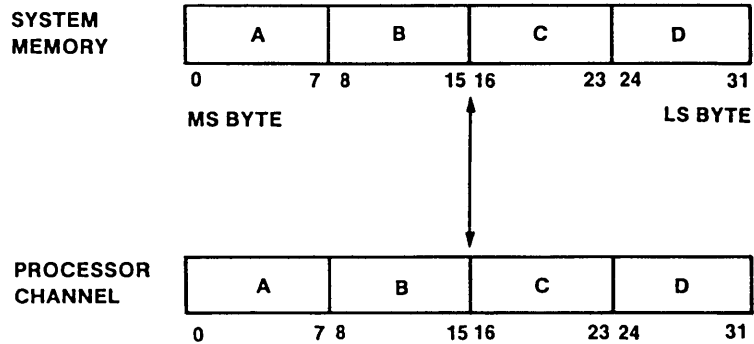 SYSTEM
MEMORY
A B C D
0 7 8 15 16 23 24 31
MS BYTE LS BYTE
PROCESSOR
CHANNEL
A B C D
0 7 8 15 16 23 24 31